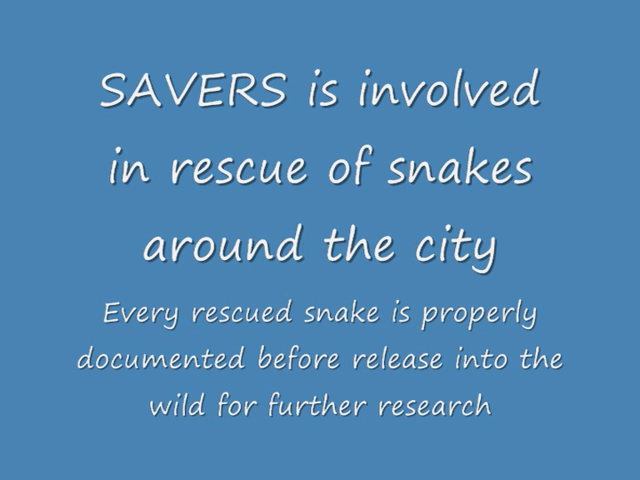 SAVERS is involved
in rescue of snakes
around the city
Every rescued snake is properly
documented before release into the
wild for further research